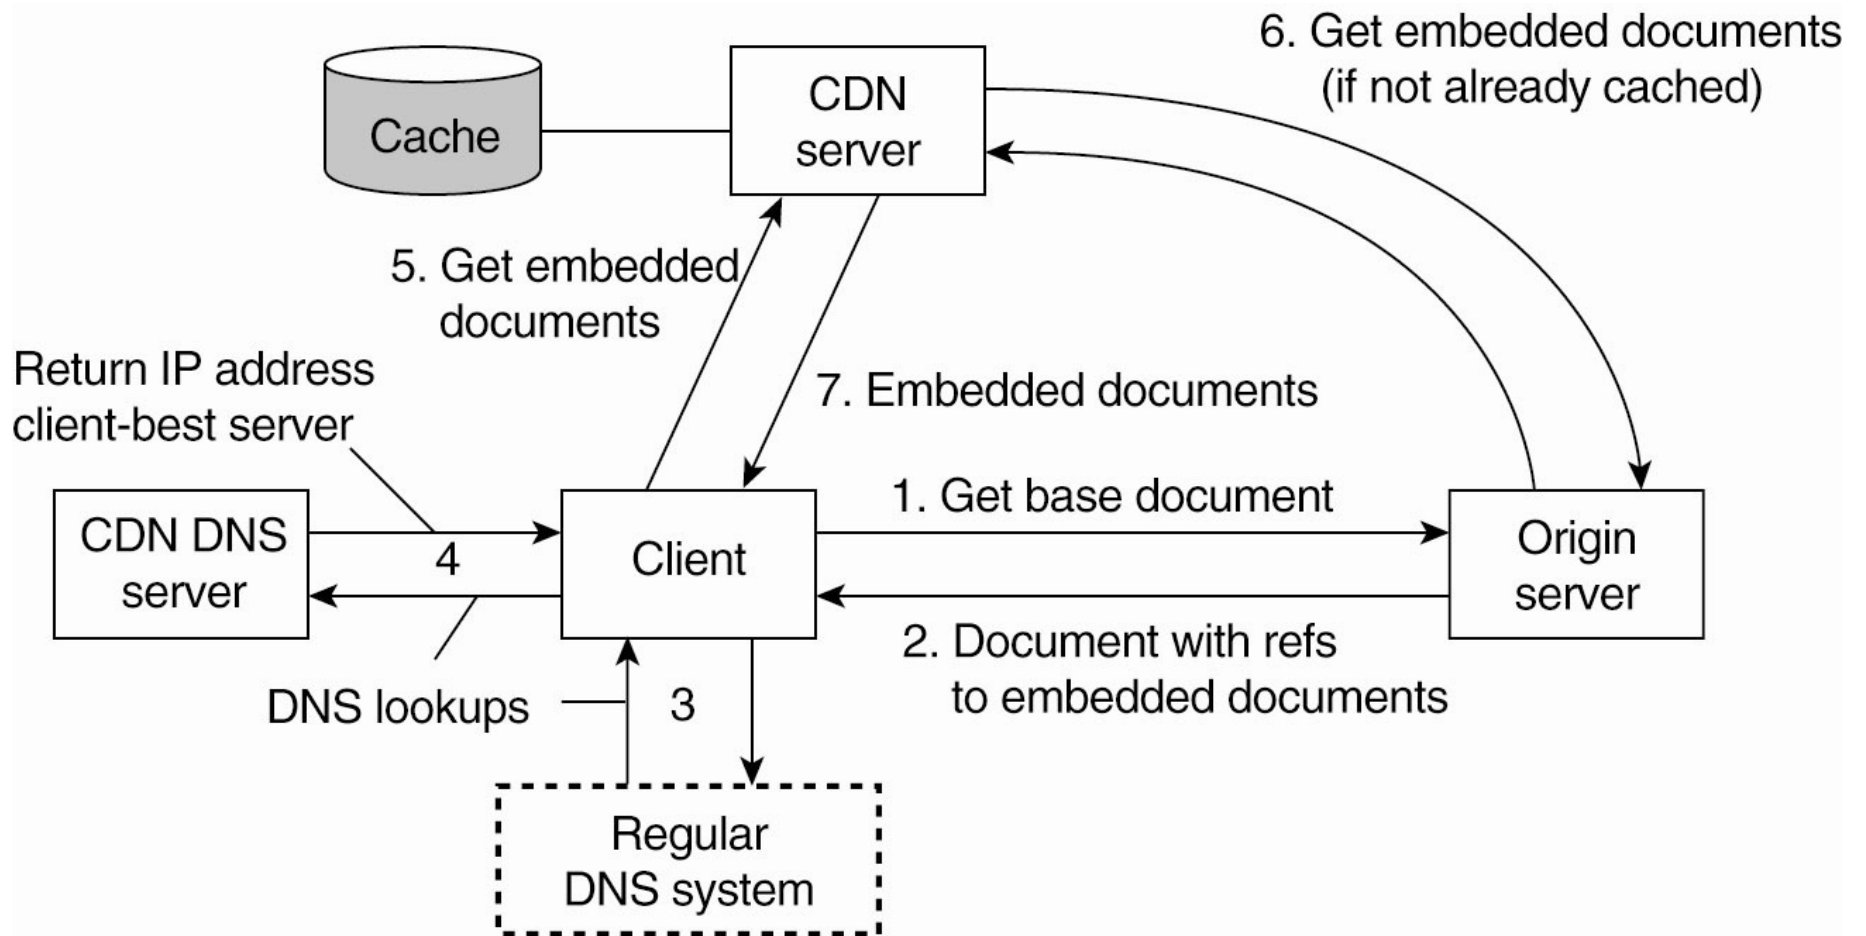 6. Get embedded documents
(if not already cached)
CDN
server
Cache
5. Get embedded
documents
Return IP address
client-best server
7. Embedded documents
1. Get base document
CDN DNS
server
4
Client
Origin
server
2. Document with refs
to embedded documents
DNS lookups
3
Regular
DNS system